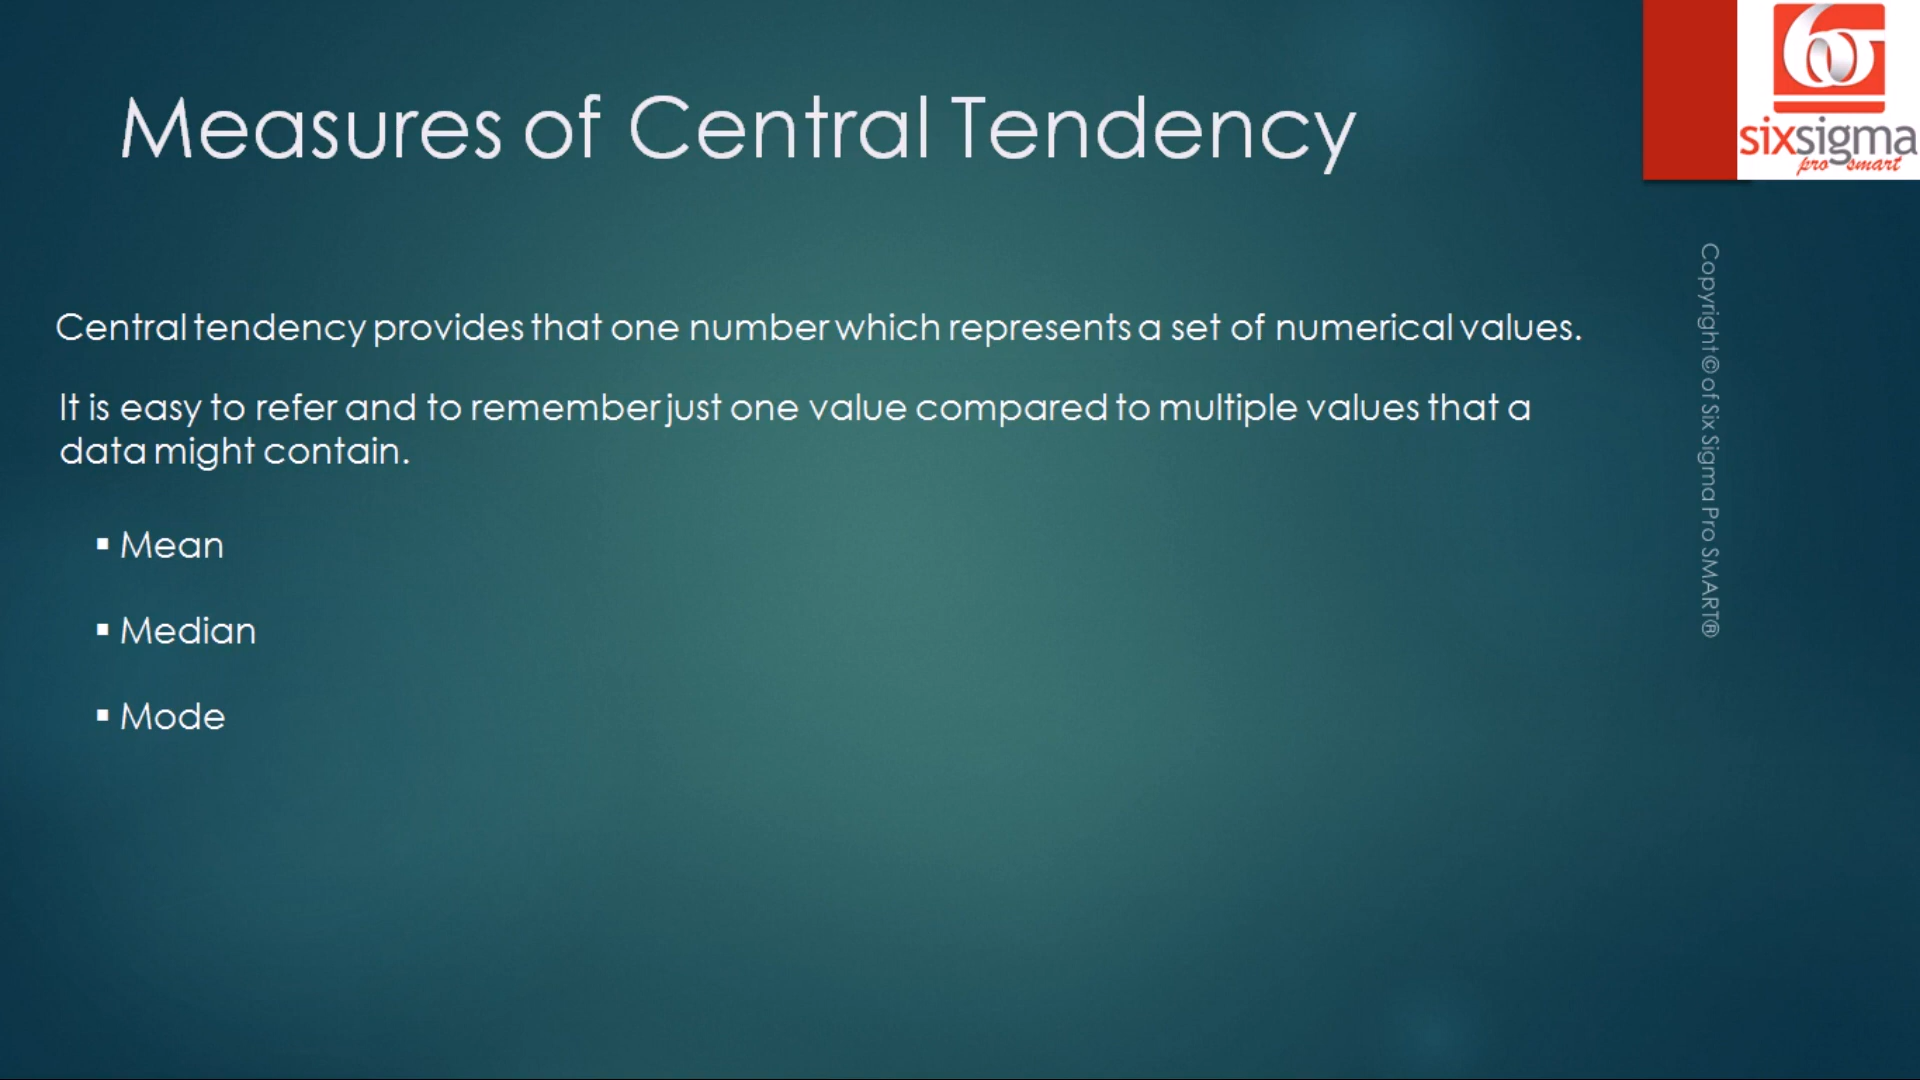 Measures of Central Tendency
sixsigma
pro smart
Central tendency provides that one number which represents a set of numerical values.
It is easy to refer and to remember just one value compared to multiple values that a
data might contain.
▪ Mean
▪ Median
▪ Mode
Copyright© of Six Sigma Pro SMART®